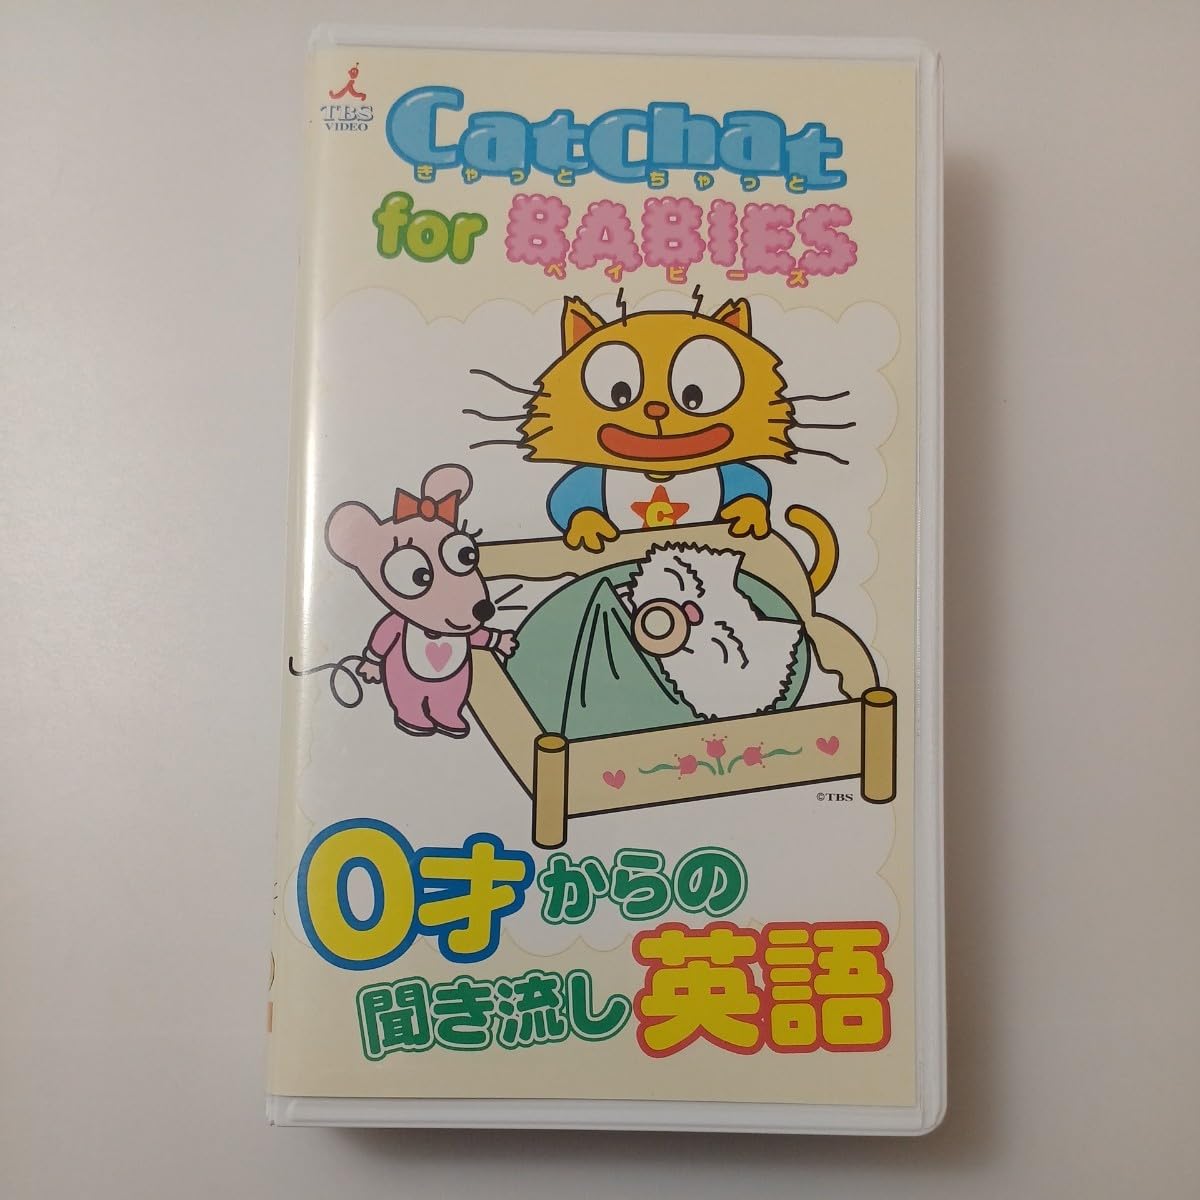 TBS
VIDEO
CatChat
きゃっと ちゃっと
for BABIES
ベイビーズ
C
©TBS
0才からの
聞き流し英語